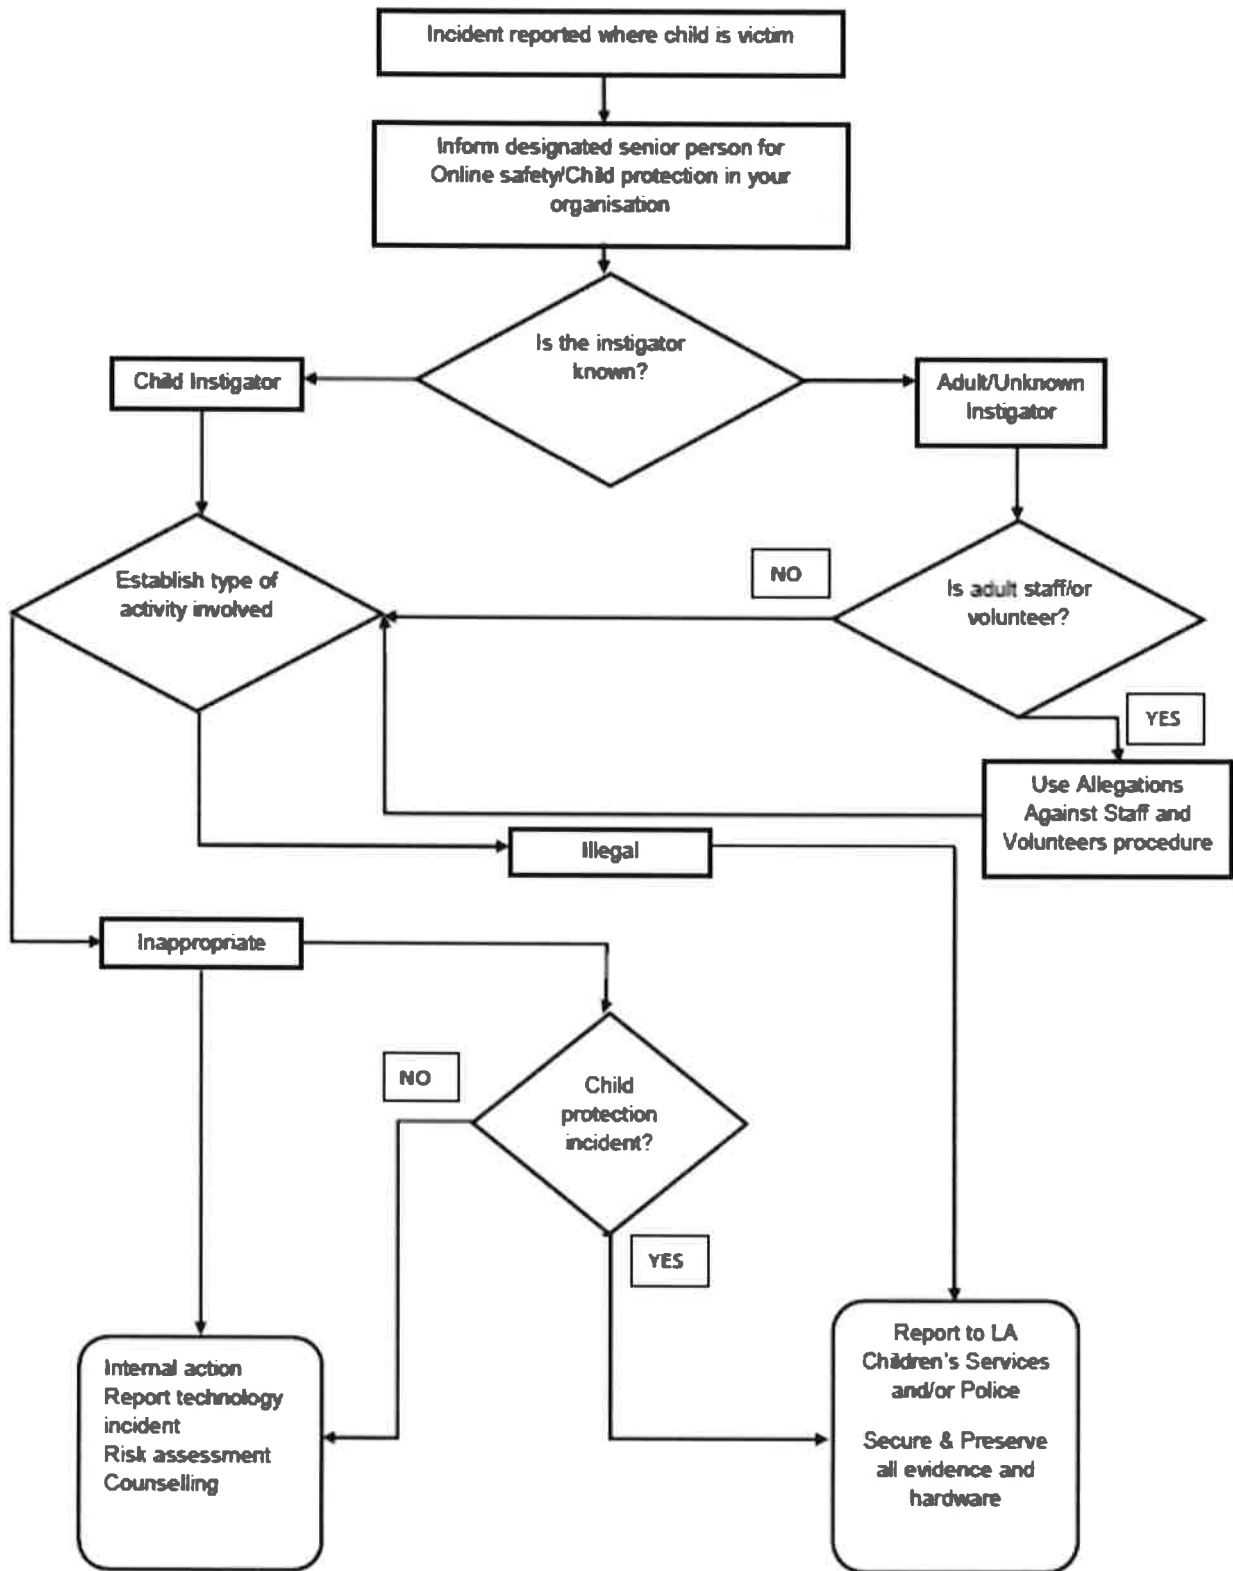 Incident reported where child is victim
Inform designated senior person for
Online safety/Child protection in your
organisation
Is the instigator
known?
Child Instigator
Adult/Unknown
Instigator
Establish type of
activity involved
NO
Is adult staff/or
volunteer?
YES
Use Allegations
Against Staff and
Volunteers procedure
Illegal
Inappropriate
NO
Child
protection
incident?
YES
Internal action
Report technology
incident
Risk assessment
Counselling
Report to LA
Children's Services
and/or Police
Secure & Preserve
all evidence and
hardware